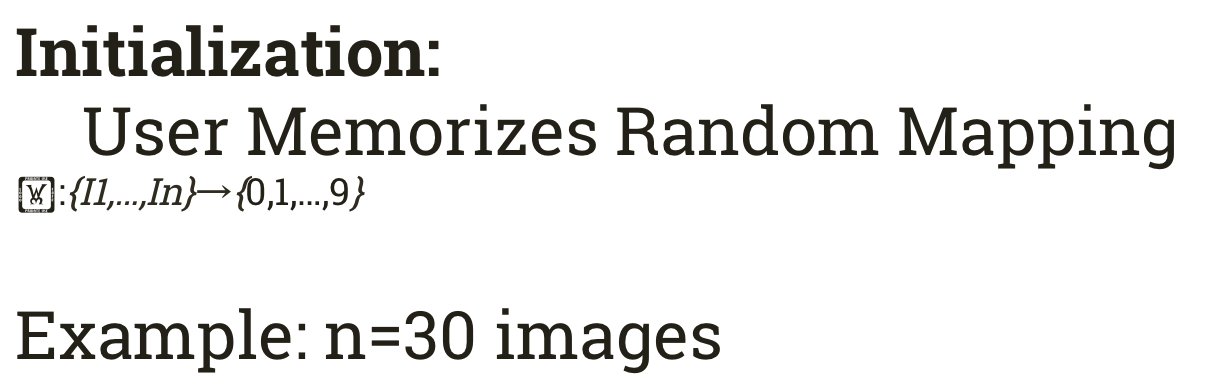 Initialization:
User Memorizes Random Mapping
:{I1,...,In}→{0,1,...,9}
Example: n=30 images